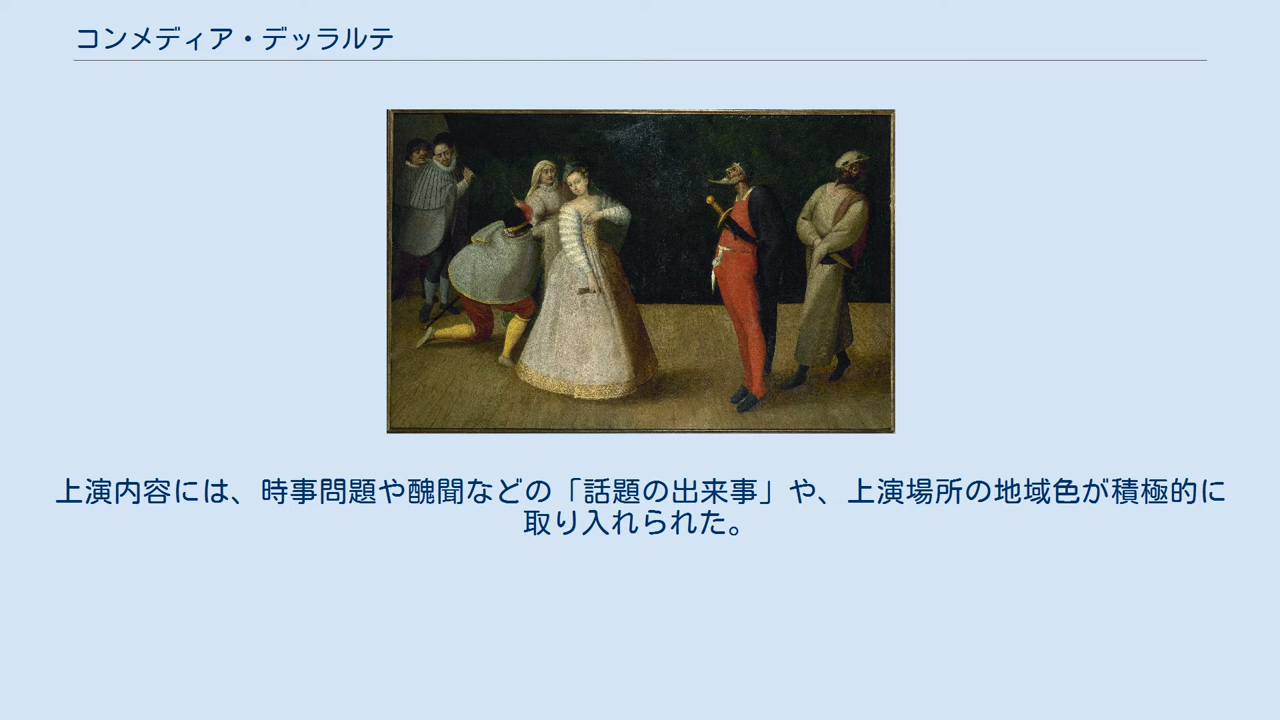 コンメディア・デッラルテ
上演内容には、時事問題や醜聞などの「話題の出来事」や、上演場所の地域色が積極的に
取り入れられた。